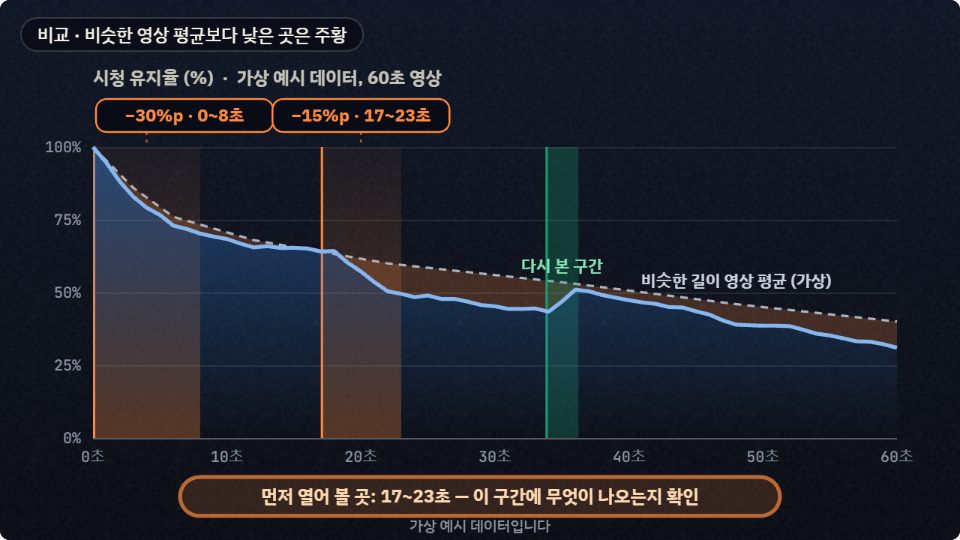 비교 · 비슷한 영상 평균보다 낮은 곳은 주황
시청 유지율 (%) · 가상 예시 데이터, 60초 영상
−30%p · 0~8초
−15%p · 17~23초
100%
75%
다시 본 구간
비슷한 길이 영상 평균 (가상)
50%
25%
0%
0초 10초 20초 30초 40초 50초 60초
먼저 열어 볼 곳: 17~23초 — 이 구간에 무엇이 나오는지 확인
가상 예시 데이터입니다